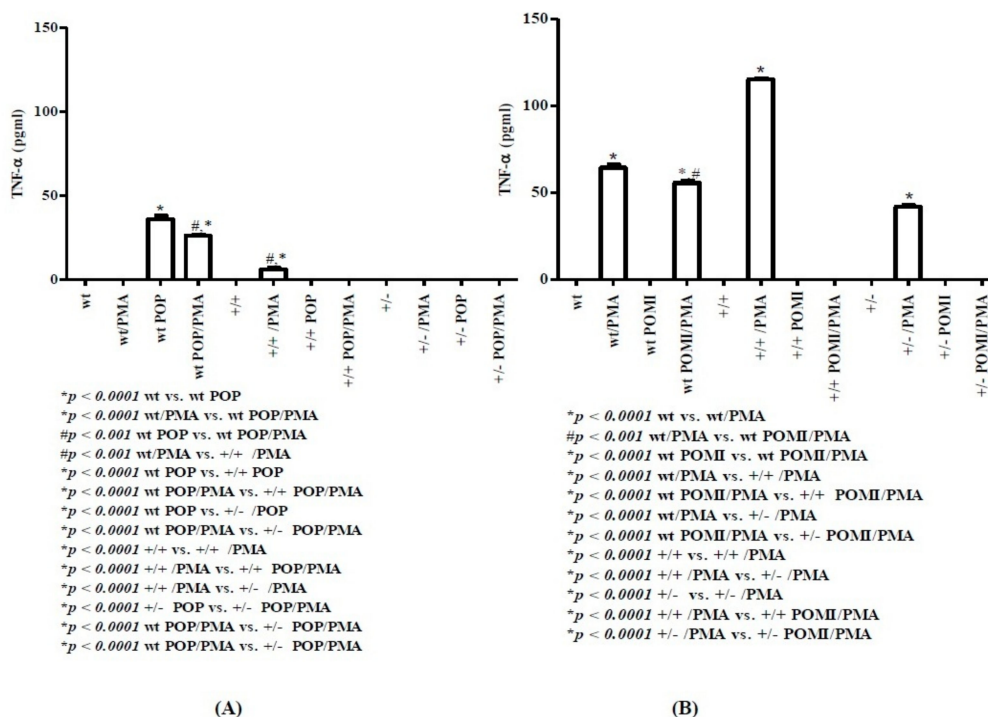 150
100
50
0
TNF-α (pgml)
*
#,*
#,*
wt
wt/PMA
wt POP
wt POP/PMA
+/+
+/+ /PMA
+/+ POP
+/+ POP/PMA
+/-
+/- /PMA
+/- POP
+/- POP/PMA
*p < 0.0001 wt vs. wt POP
*p < 0.0001 wt/PMA vs. wt POP/PMA
#p < 0.001 wt POP vs. wt POP/PMA
#p < 0.001 wt/PMA vs. +/+ /PMA
*p < 0.0001 wt POP vs. +/+ POP
*p < 0.0001 wt POP/PMA vs. +/+ POP/PMA
*p < 0.0001 wt POP vs. +/- /POP
*p < 0.0001 wt POP/PMA vs. +/- POP/PMA
*p < 0.0001 +/+ vs. +/+ /PMA
*p < 0.0001 +/+ /PMA vs. +/+ POP/PMA
*p < 0.0001 +/+ /PMA vs. +/- /PMA
*p < 0.0001 +/- POP vs. +/- POP/PMA
*p < 0.0001 wt POP/PMA vs. +/- POP/PMA
*p < 0.0001 wt POP/PMA vs. +/- POP/PMA
(A)
150
100
50
0
TNF-α (pgml)
*
* #
*
*
wt
wt/PMA
wt POMI
wt POMI/PMA
+/+
+/+ /PMA
+/+ POMI
+/+ POMI/PMA
+/-
+/- /PMA
+/- POMI
+/- POMI/PMA
*p < 0.0001 wt vs. wt/PMA
#p < 0.001 wt/PMA vs. wt POMI/PMA
*p < 0.0001 wt POMI vs. wt POMI/PMA
*p < 0.0001 wt/PMA vs. +/+ /PMA
*p < 0.0001 wt POMI/PMA vs. +/+ POMI/PMA
*p < 0.0001 wt/PMA vs. +/- /PMA
*p < 0.0001 wt POMI/PMA vs. +/- POMI/PMA
*p < 0.0001 +/+ vs. +/+ /PMA
*p < 0.0001 +/+ /PMA vs. +/- /PMA
*p < 0.0001 +/- vs. +/- /PMA
*p < 0.0001 +/+ /PMA vs. +/+ POMI/PMA
*p < 0.0001 +/- /PMA vs. +/- POMI/PMA
(B)